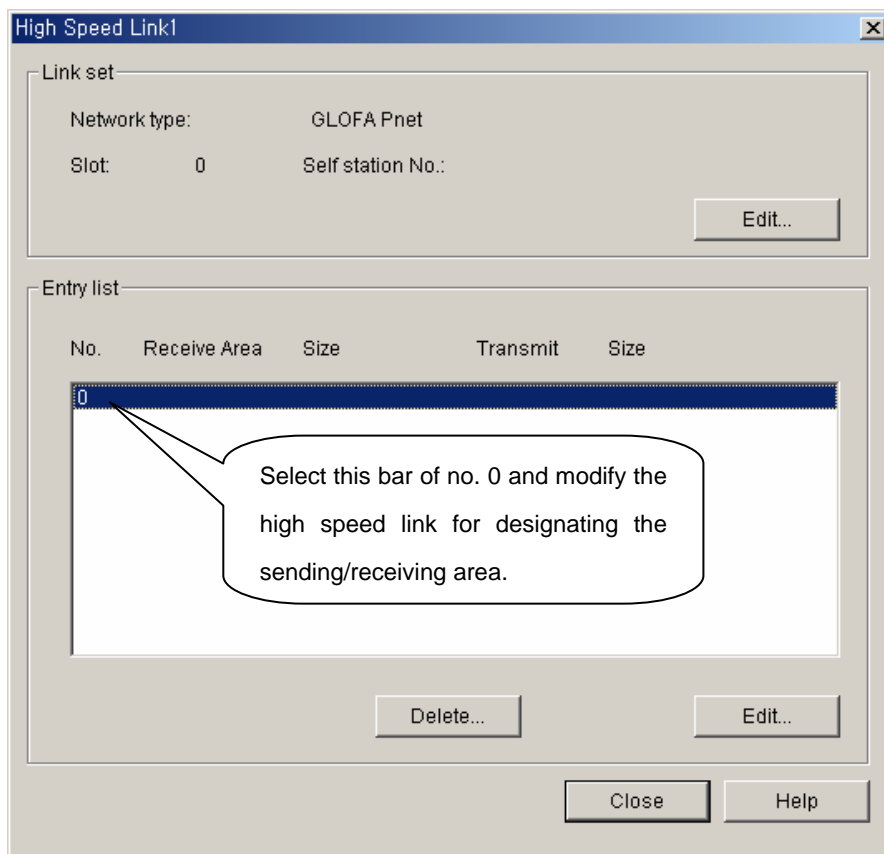 High Speed Link1
Link set
Network type: GLOFA Pnet
Slot: 0 Self station No.:
Edit...
Entry list
No. Receive Area Size Transmit Size
0
Select this bar of no. 0 and modify the
high speed link for designating the
sending/receiving area.
Delete... Edit...
Close Help